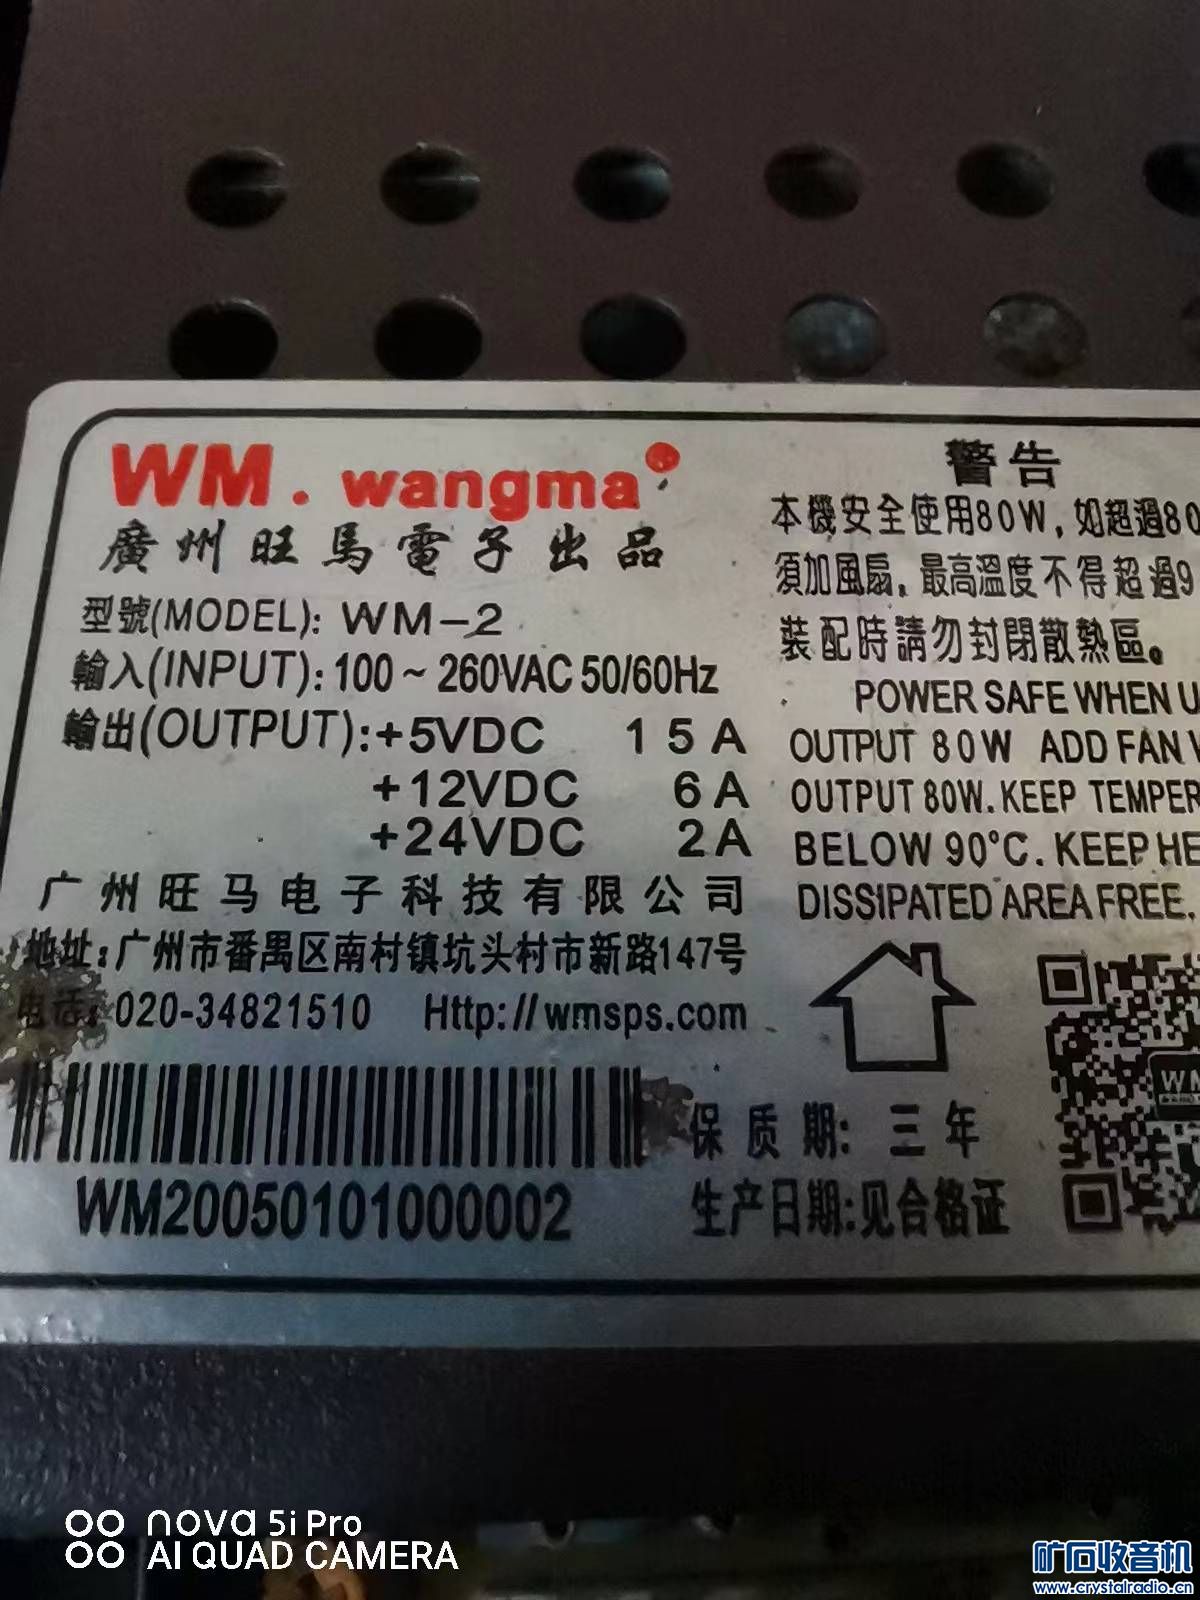 WM. wangma
廣州旺馬電子出品
型號(MODEL): WM-2
輸入(INPUT): 100~260VAC 50/60Hz
輸出(OUTPUT):+5VDC 15A
+12VDC 6A
+24VDC 2A
广州旺马电子科技有限公司
地址:广州市番禺区南村镇坑头村市新路147号
电话:020-34821510 Http://wmsps.com
WM20050101000002
警告
本機安全使用80W,如超過80
須加風扇,最高溫度不得超過9
裝配時請勿封閉散熱區。
POWER SAFE WHEN U
OUTPUT 80W ADD FAN
OUTPUT 80W.KEEP TEMPER
BELOW 90°C. KEEP HE
DISSIPATED AREA FREE.
WM
保质期: 三年
生产日期:见合格证
nova 5i Pro
AI QUAD CAMERA
矿石收音机
www.crystalradio.cn